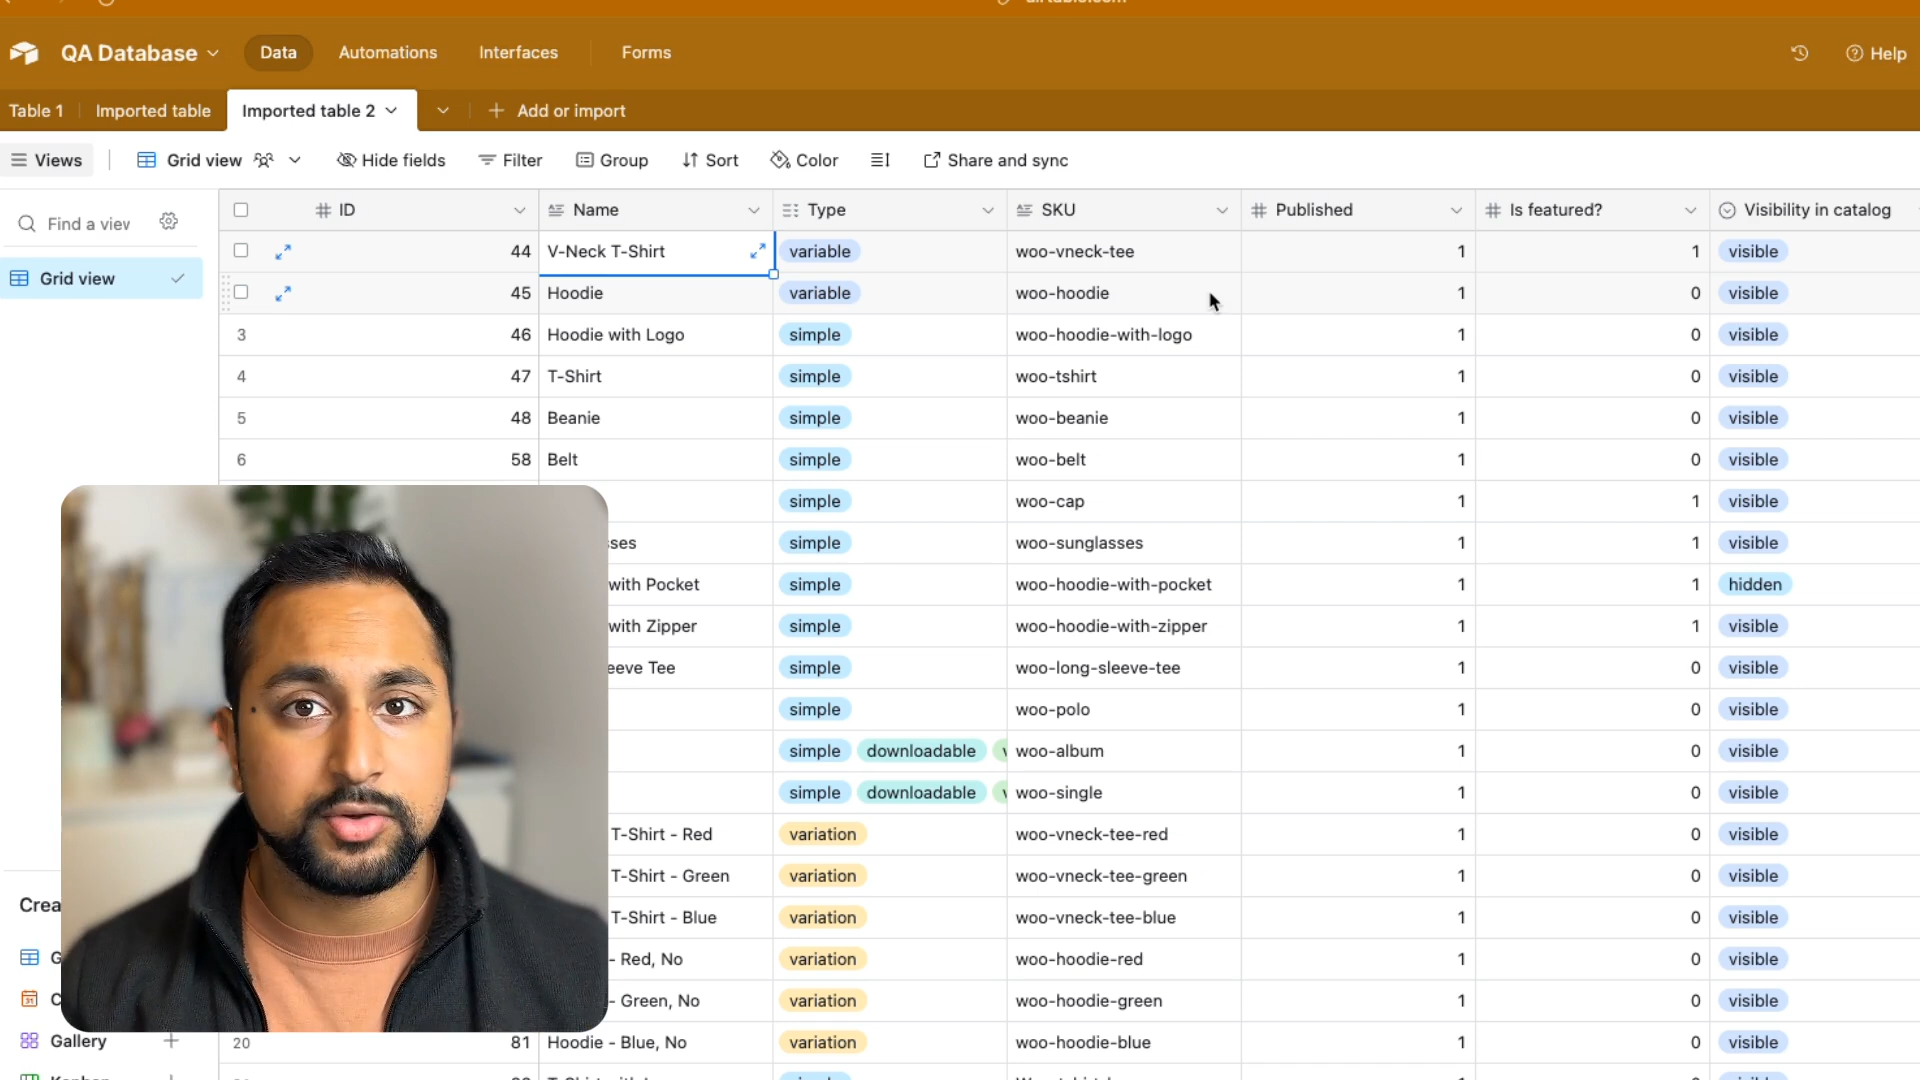 QA Database Data Automations Interfaces Forms Help
Table 1 Imported table Imported table 2 + Add or import
Views Grid view Hide fields Filter Group Sort Color Share and sync
Find a view
Grid view
Gallery +
ID Name Type SKU Published Is featured? Visibility in catalog
44 V-Neck T-Shirt variable woo-vneck-tee 1 1 visible
45 Hoodie variable woo-hoodie 1 0 visible
3 46 Hoodie with Logo simple woo-hoodie-with-logo 1 0 visible
4 47 T-Shirt simple woo-tshirt 1 0 visible
5 48 Beanie simple woo-beanie 1 0 visible
6 58 Belt simple woo-belt 1 0 visible
simple woo-cap 1 1 visible
simple woo-sunglasses 1 1 visible
with Pocket simple woo-hoodie-with-pocket 1 1 hidden
with Zipper simple woo-hoodie-with-zipper 1 1 visible
Tee simple woo-long-sleeve-tee 1 0 visible
simple woo-polo 1 0 visible
simple downloadable woo-album 1 0 visible
simple downloadable woo-single 1 0 visible
T-Shirt - Red variation woo-vneck-tee-red 1 0 visible
T-Shirt - Green variation woo-vneck-tee-green 1 0 visible
T-Shirt - Blue variation woo-vneck-tee-blue 1 0 visible
- Red, No variation woo-hoodie-red 1 0 visible
- Green, No variation woo-hoodie-green 1 0 visible
20 81 Hoodie - Blue, No variation woo-hoodie-blue 1 0 visible